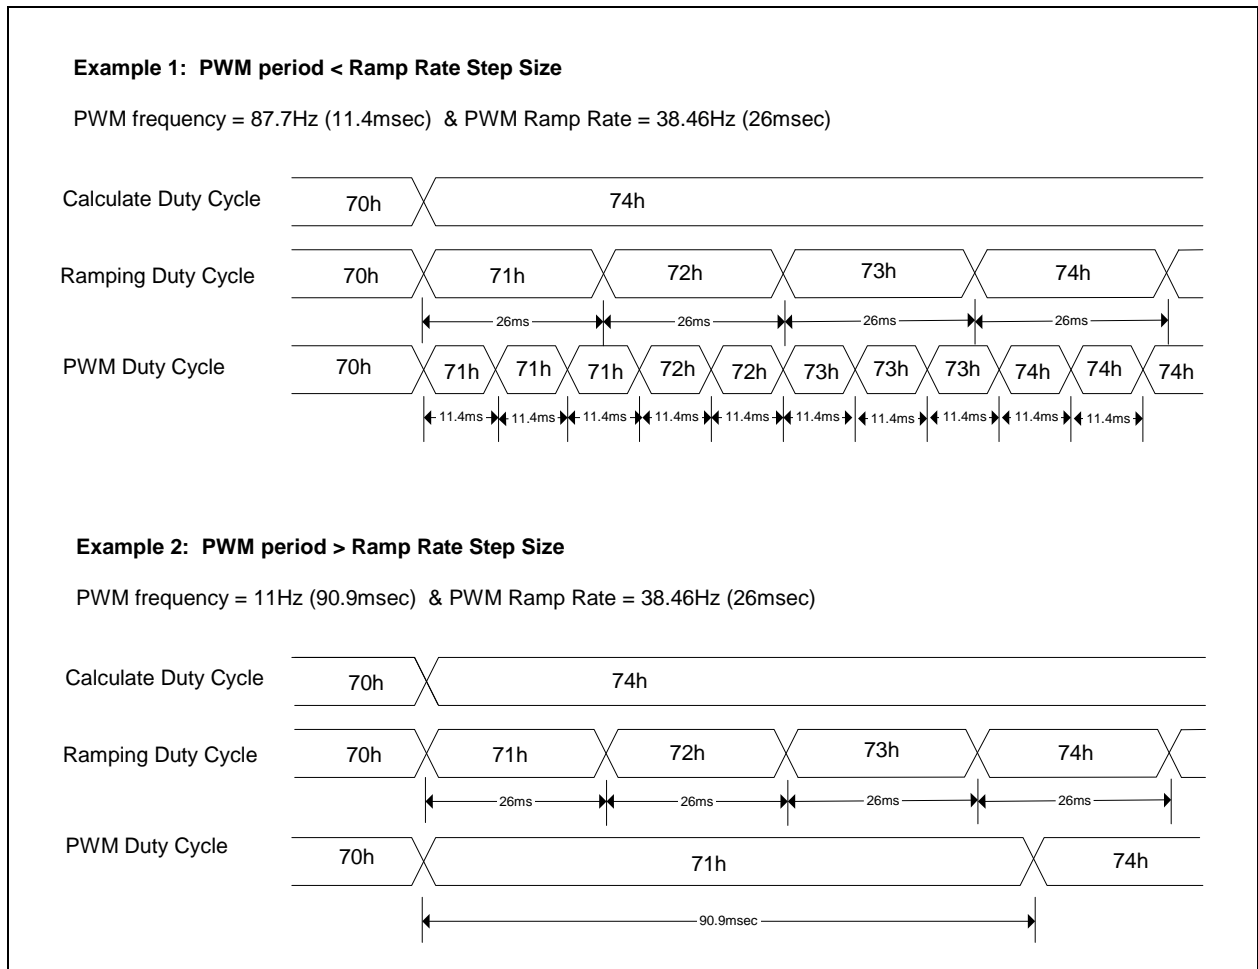 Example 1: PWM period < Ramp Rate Step Size
PWM frequency = 87.7Hz (11.4msec) & PWM Ramp Rate = 38.46Hz (26msec)
Calculate Duty Cycle 70h 74h
Ramping Duty Cycle 70h 71h 72h 73h 74h
26ms 26ms 26ms 26ms
PWM Duty Cycle 70h 71h 71h 71h 72h 72h 73h 73h 73h 74h 74h 74h
11.4ms 11.4ms 11.4ms 11.4ms 11.4ms 11.4ms 11.4ms 11.4ms 11.4ms 11.4ms
Example 2: PWM period > Ramp Rate Step Size
PWM frequency = 11Hz (90.9msec) & PWM Ramp Rate = 38.46Hz (26msec)
Calculate Duty Cycle 70h 74h
Ramping Duty Cycle 70h 71h 72h 73h 74h
26ms 26ms 26ms 26ms
PWM Duty Cycle 70h 71h 74h
90.9msec